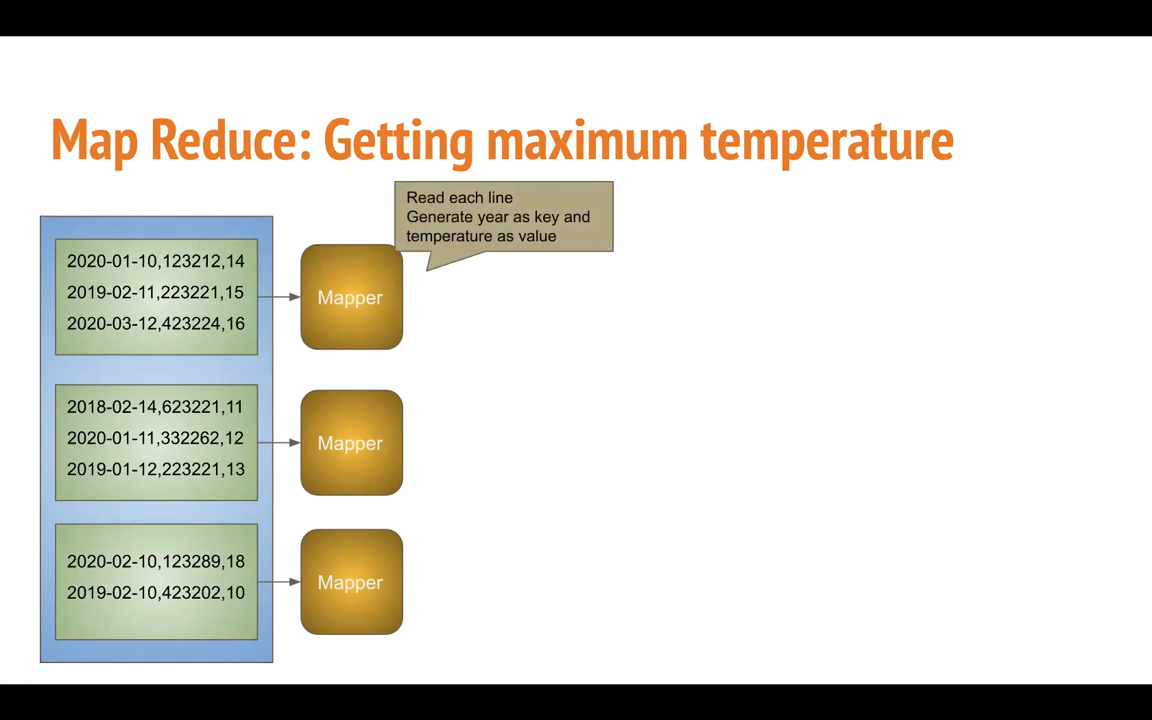 Map Reduce: Getting maximum temperature
Read each line
Generate year as key and
temperature as value
2020-01-10,123212,14
2019-02-11,223221,15
2020-03-12,423224,16
Mapper
2018-02-14,623221,11
2020-01-11,332262,12
2019-01-12,223221,13
Mapper
2020-02-10,123289,18
2019-02-10,423202,10
Mapper